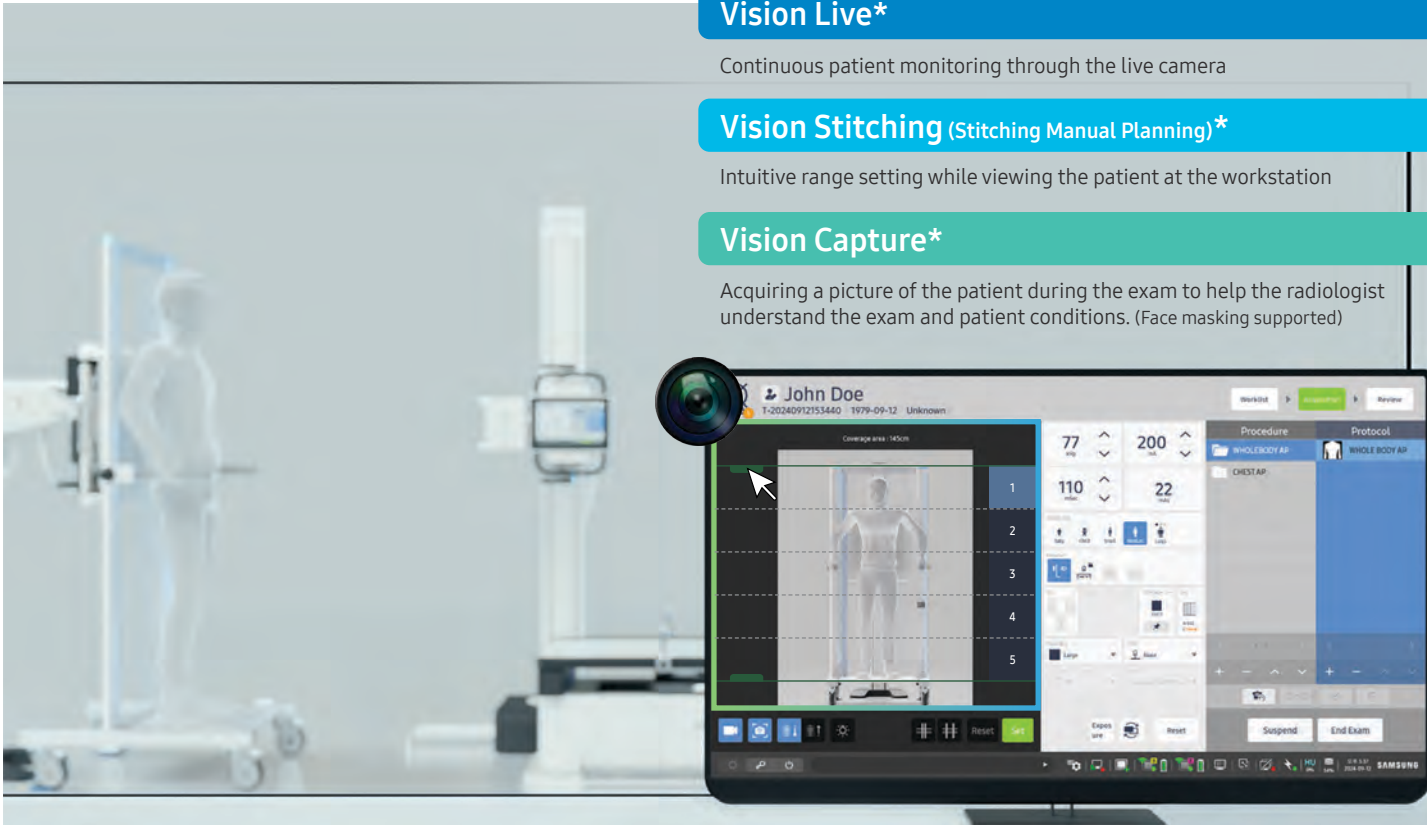 Vision Live*
Continuous patient monitoring through the live camera
Vision Stitching (Stitching Manual Planning)*
Intuitive range setting while viewing the patient at the workstation
Vision Capture*
Acquiring a picture of the patient during the exam to help the radiologist
understand the exam and patient conditions. (Face masking supported)
John Doe
T-20240912153440 1979-09-12 Unknown
Worklist
Review
Coverage area : 145cm
1
2
3
4
5
77
200
110
22
Procedure
Protocol
WHOLEBODY AP
WHOLE BODY AP
CHEST AP
Large
Reset
Set
Expos
ure
Reset
Suspend
End Exam
SAMSUNG